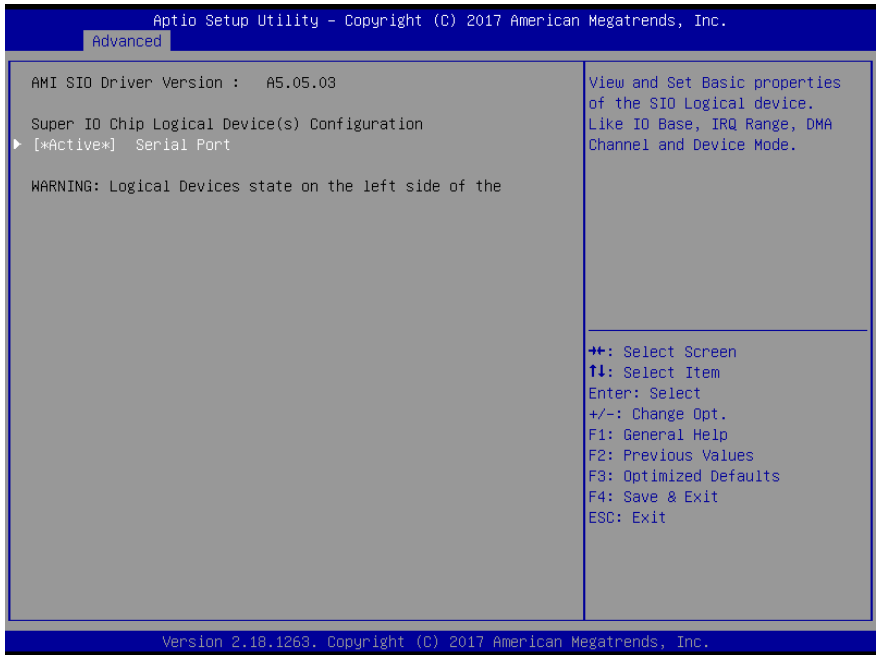 Aptio Setup Utility – Copyright (C) 2017 American Megatrends, Inc.
Advanced
AMI SIO Driver Version :   A5.05.03
Super IO Chip Logical Device(s) Configuration
▶ [*Active*]  Serial Port
WARNING: Logical Devices state on the left side of the
View and Set Basic properties
of the SIO Logical device.
Like IO Base, IRQ Range, DMA
Channel and Device Mode.
→←: Select Screen
↑↓: Select Item
Enter: Select
+/-: Change Opt.
F1: General Help
F2: Previous Values
F3: Optimized Defaults
F4: Save & Exit
ESC: Exit
Version 2.18.1263. Copyright (C) 2017 American Megatrends, Inc.